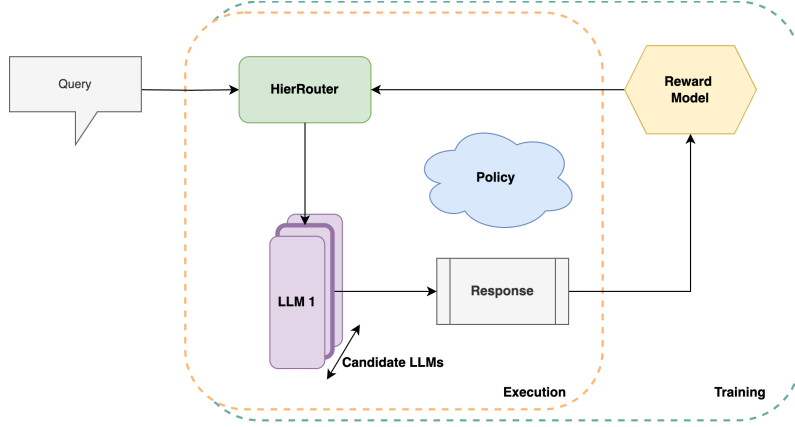 Query
HierRouter
Reward
Model
Policy
LLM 1
Response
Candidate LLMs
Execution
Training